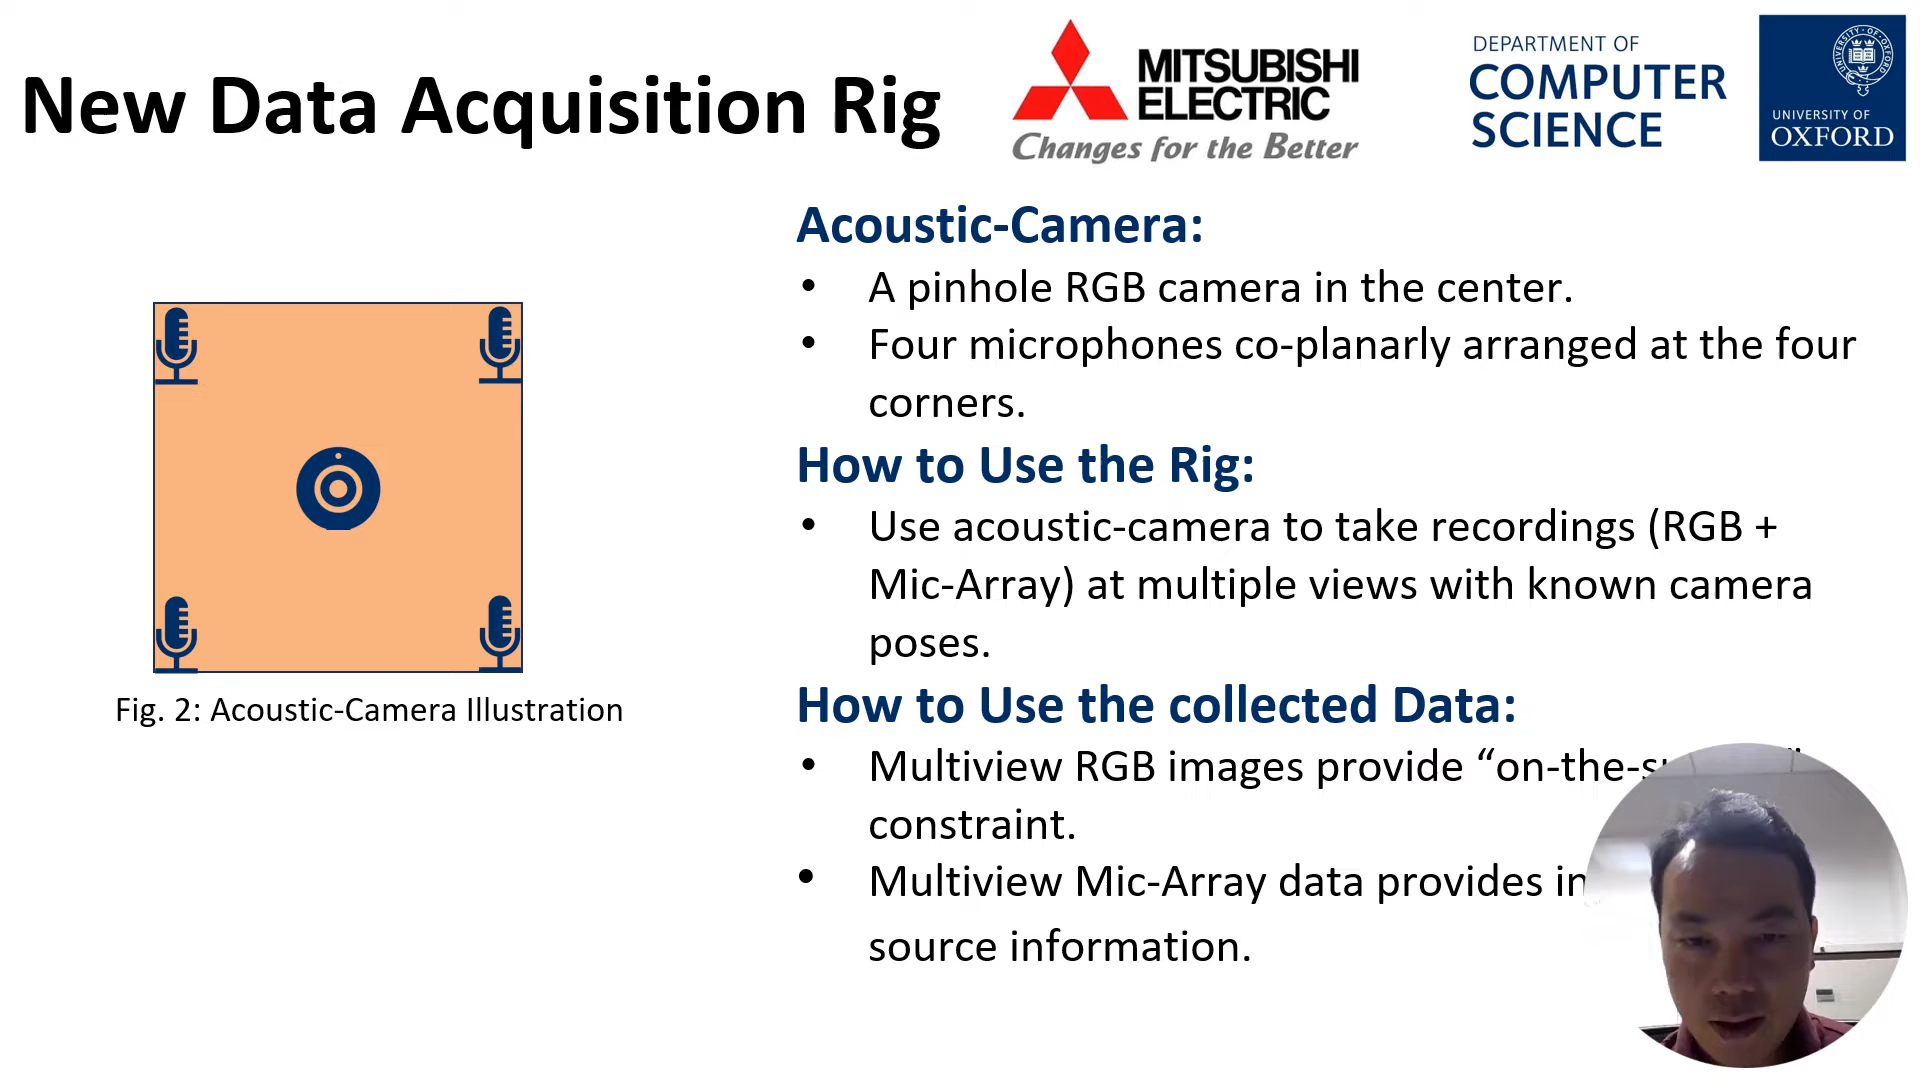 New Data Acquisition Rig
MITSUBISHI
ELECTRIC
Changes for the Better
DEPARTMENT OF
COMPUTER
SCIENCE
UNIVERSITY OF
OXFORD
Acoustic-Camera:
• A pinhole RGB camera in the center.
• Four microphones co-planarly arranged at the four
corners.
How to Use the Rig:
• Use acoustic-camera to take recordings (RGB +
Mic-Array) at multiple views with known camera
poses.
How to Use the collected Data:
• Multiview RGB images provide “on-the-
constraint.
• Multiview Mic-Array data provides
source information.
Fig. 2: Acoustic-Camera Illustration